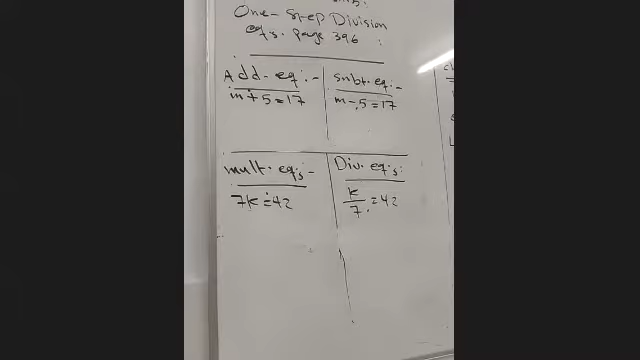 One-Step Division
eqs. page 396
Add. eq:-
m+5=17
Subt. eq:-
m-5=17
mult. eq's-
7k=42
Div. eq's:
k/7=42